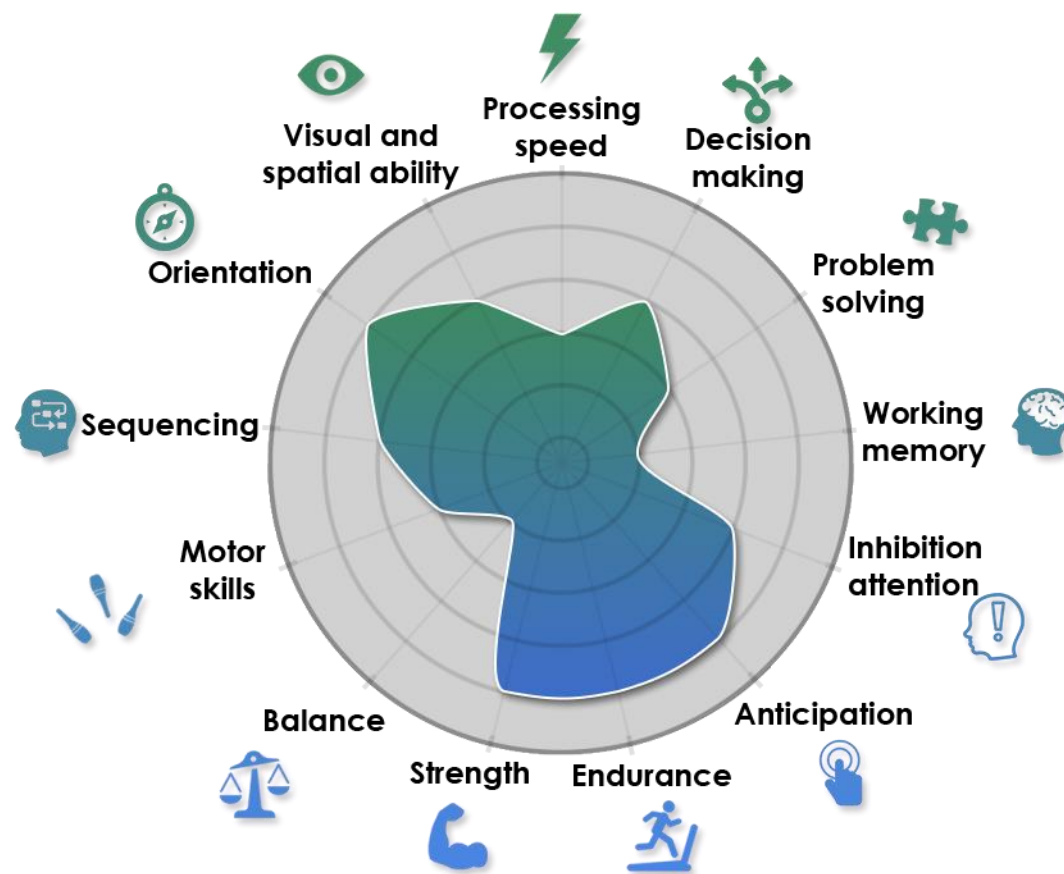 Processing
speed
Decision
making
Problem
solving
Working
memory
Inhibition
attention
Anticipation
Endurance
Strength
Balance
Motor
skills
Sequencing
Orientation
Visual and
spatial ability